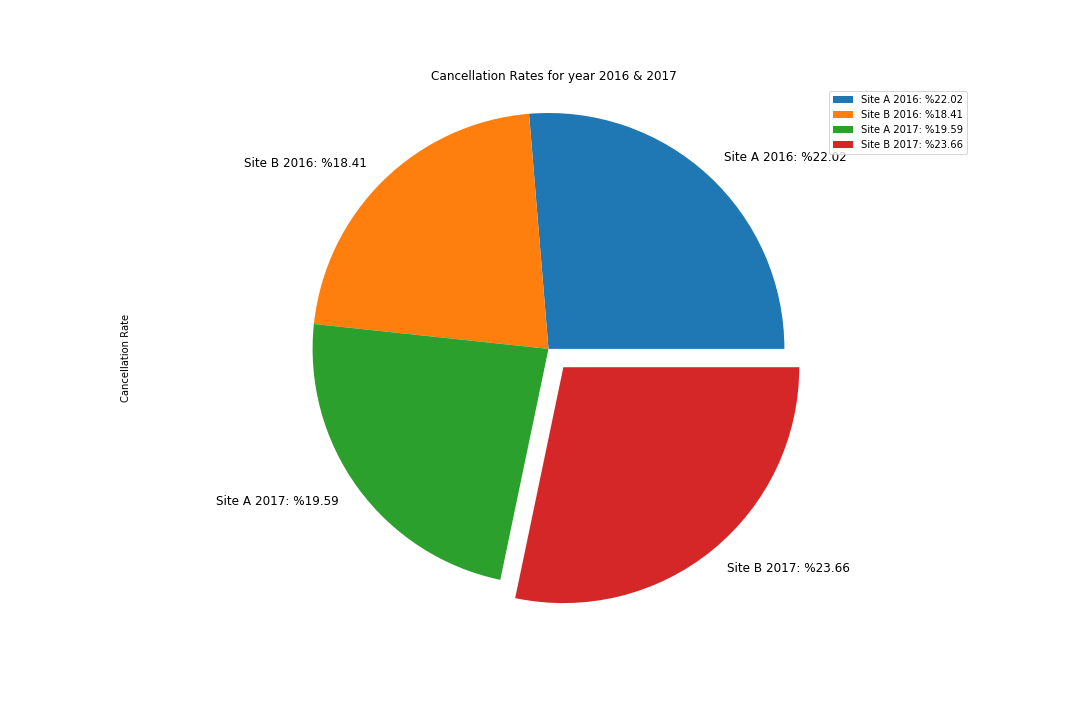 Cancellation Rates for year 2016 & 2017
Site A 2016: %22.02
Site B 2016: %18.41
Site A 2017: %19.59
Site B 2017: %23.66
Site B 2016: %18.41
Site A 2016: %22.02
Cancellation Rate
Site A 2017: %19.59
Site B 2017: %23.66